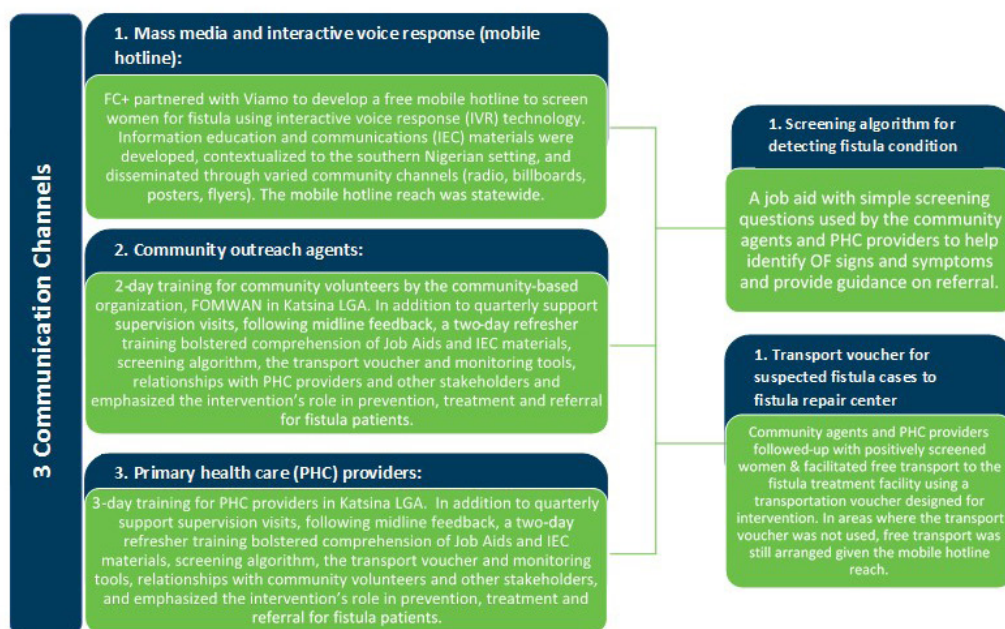 3 Communication Channels
1. Mass media and interactive voice response (mobile
hotline):
FC+ partnered with Viamo to develop a free mobile hotline to screen
women for fistula using interactive voice response (IVR) technology.
Information education and communications (IEC) materials were
developed, contextualized to the southern Nigerian setting, and
disseminated through varied community channels (radio, billboards,
posters, flyers). The mobile hotline reach was statewide.
2. Community outreach agents:
2-day training for community volunteers by the community-based
organization, FOMWAN in Katsina LGA. In addition to quarterly support
supervision visits, following midline feedback, a two-day refresher
training bolstered comprehension of Job Aids and IEC materials,
screening algorithm, the transport voucher and monitoring tools,
relationships with PHC providers and other stakeholders and
emphasized the intervention's role in prevention, treatment and referral
for fistula patients.
3. Primary health care (PHC) providers:
3-day training for PHC providers in Katsina LGA. In addition to quarterly
support supervision visits, following midline feedback, a two-day
refresher training bolstered comprehension of Job Aids and IEC
materials, screening algorithm, the transport voucher and monitoring
tools, relationships with community volunteers and other stakeholders,
and emphasized the intervention's role in prevention, treatment and
referral for fistula patients.
1. Screening algorithm for
detecting fistula condition
A job aid with simple screening
questions used by the community
agents and PHC providers to help
identify OF signs and symptoms
and provide guidance on referral.
1. Transport voucher for
suspected fistula cases to
fistula repair center
Community agents and PHC providers
followed-up with positively screened
women & facilitated free transport to the
fistula treatment facility using a
transportation voucher designed for
intervention. In areas where the transport
voucher was not used, free transport was
still arranged given the mobile hotline
reach.